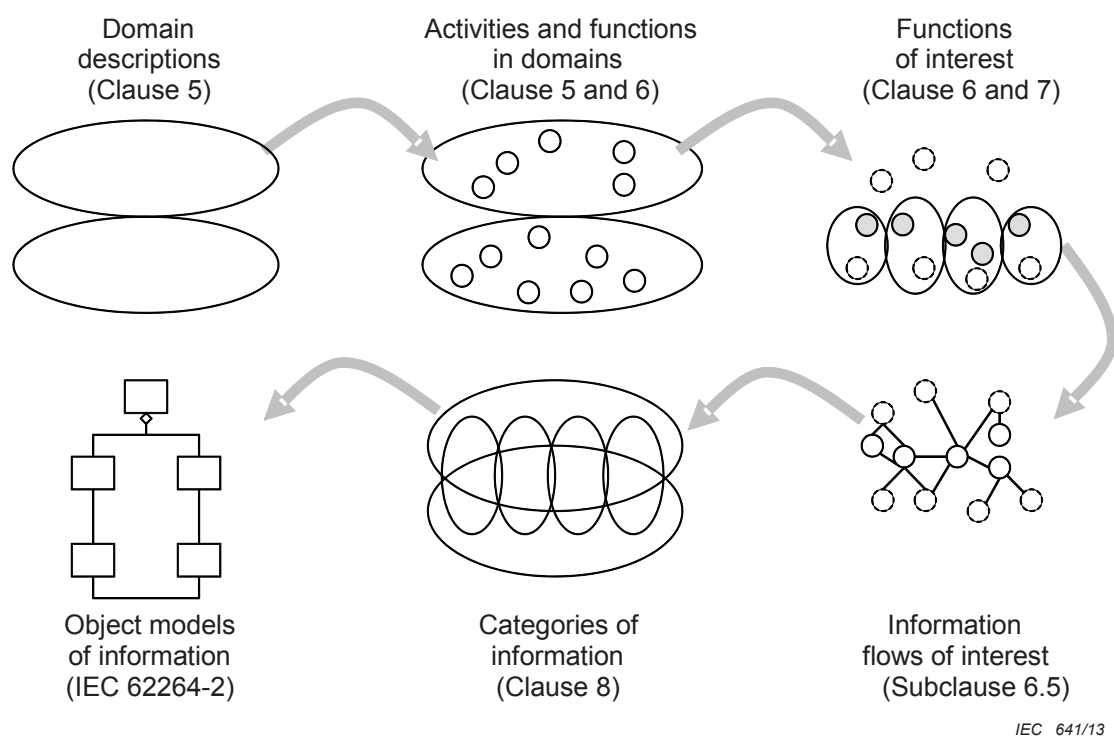 Domain
descriptions
(Clause 5)
Activities and functions
in domains
(Clause 5 and 6)
Functions
of interest
(Clause 6 and 7)
Object models
of information
(IEC 62264-2)
Categories of
information
(Clause 8)
Information
flows of interest
(Subclause 6.5)
IEC 641/13